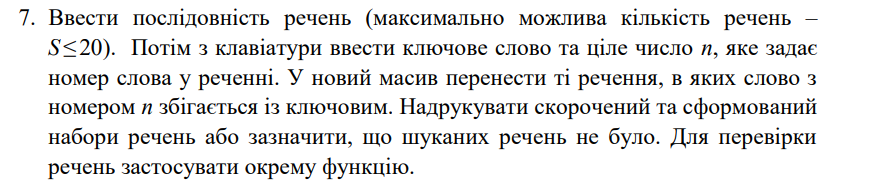 7. Ввести послідовність речень (максимально можлива кількість речень –
S≤20). Потім з клавіатури ввести ключове слово та ціле число n, яке задає
номер слова у реченні. У новий масив перенести ті речення, в яких слово з
номером n збігається із ключовим. Надрукувати скорочений та сформований
набори речень або зазначити, що шуканих речень не було. Для перевірки
речень застосувати окрему функцію.